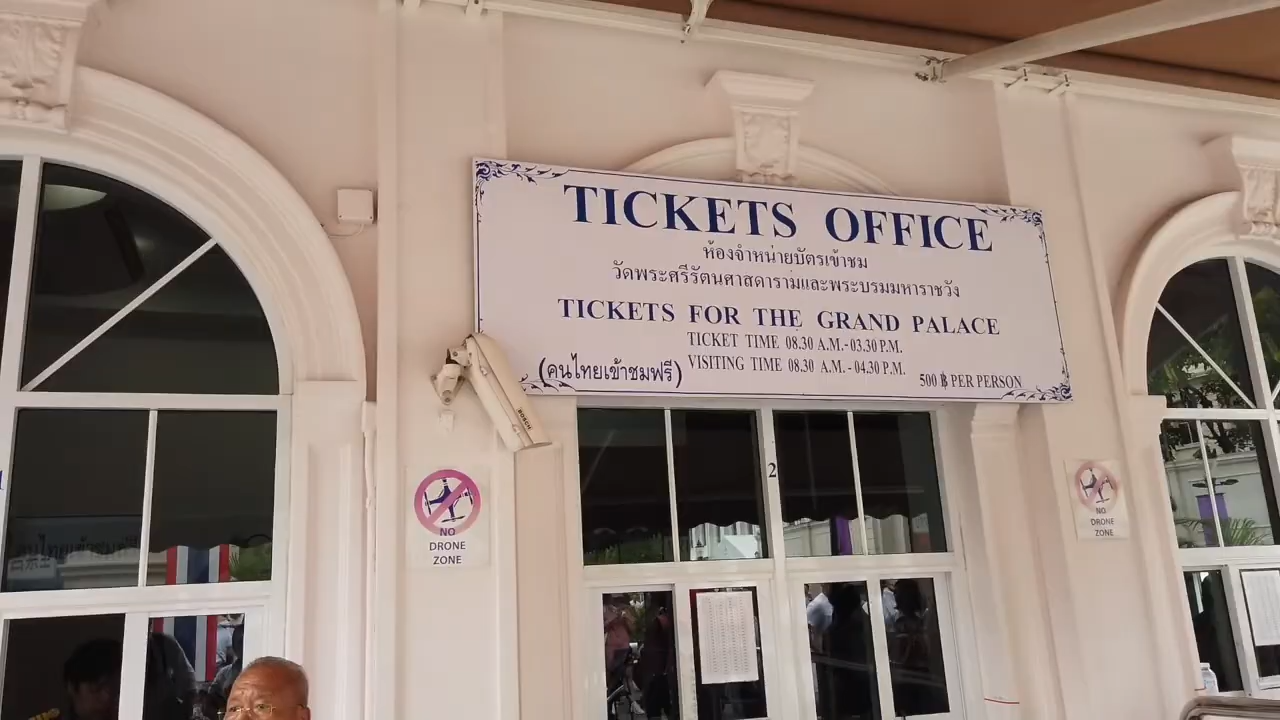 TICKETS OFFICE
ห้องจำหน่ายบัตรเข้าชม
วัดพระศรีรัตนศาสดารามและพระบรมมหาราชวัง
TICKETS FOR THE GRAND PALACE
TICKET TIME 08.30 A.M.-03.30 P.M.
(คนไทยเข้าชมฟรี) VISITING TIME 08.30 A.M. - 04.30 P.M.
500 ฿ PER PERSON
BOSCH
2
NO
DRONE
ZONE
NO
DRONE
ZONE